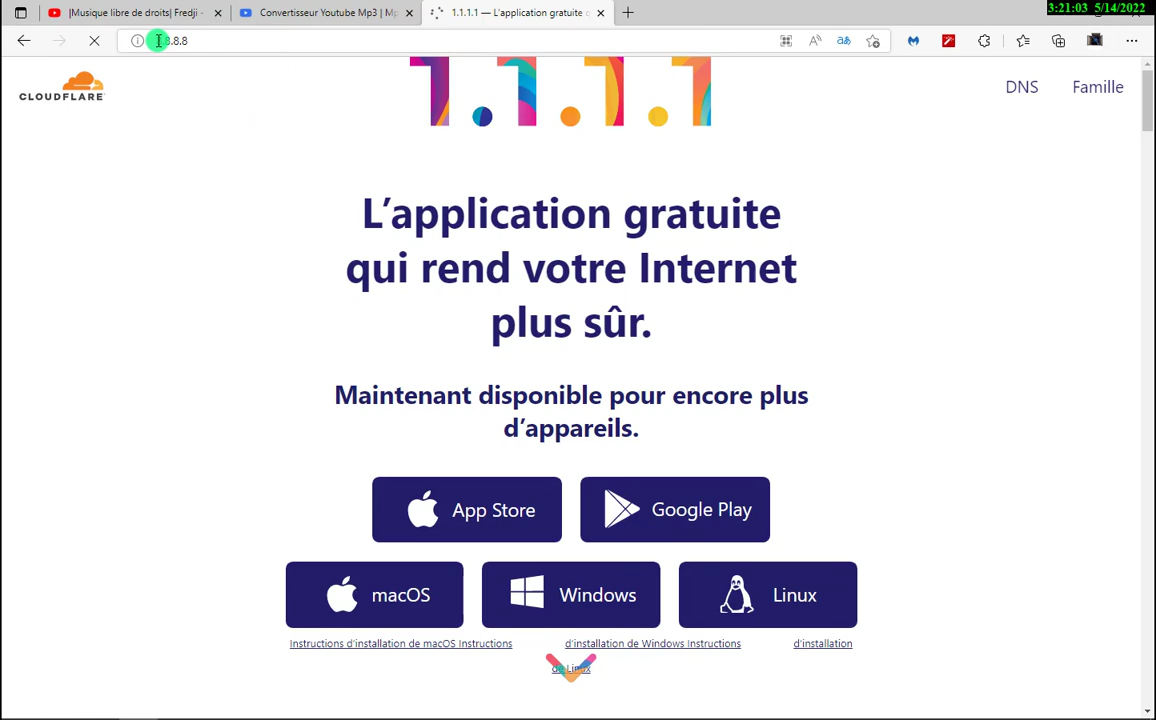 3:21:03 5/14/2022
|Musique libre de droits| Fredji -
Convertisseur Youtube Mp3 | Mp
1.1.1.1 — L'application gratuite q
8.8.8
CLOUDFLARE
1.1.1.1
DNS
Famille
L'application gratuite
qui rend votre Internet
plus sûr.
Maintenant disponible pour encore plus
d'appareils.
App Store
Google Play
macOS
Windows
Linux
Instructions d'installation de macOS Instructions
d'installation de Windows Instructions
d'installation
de Linux